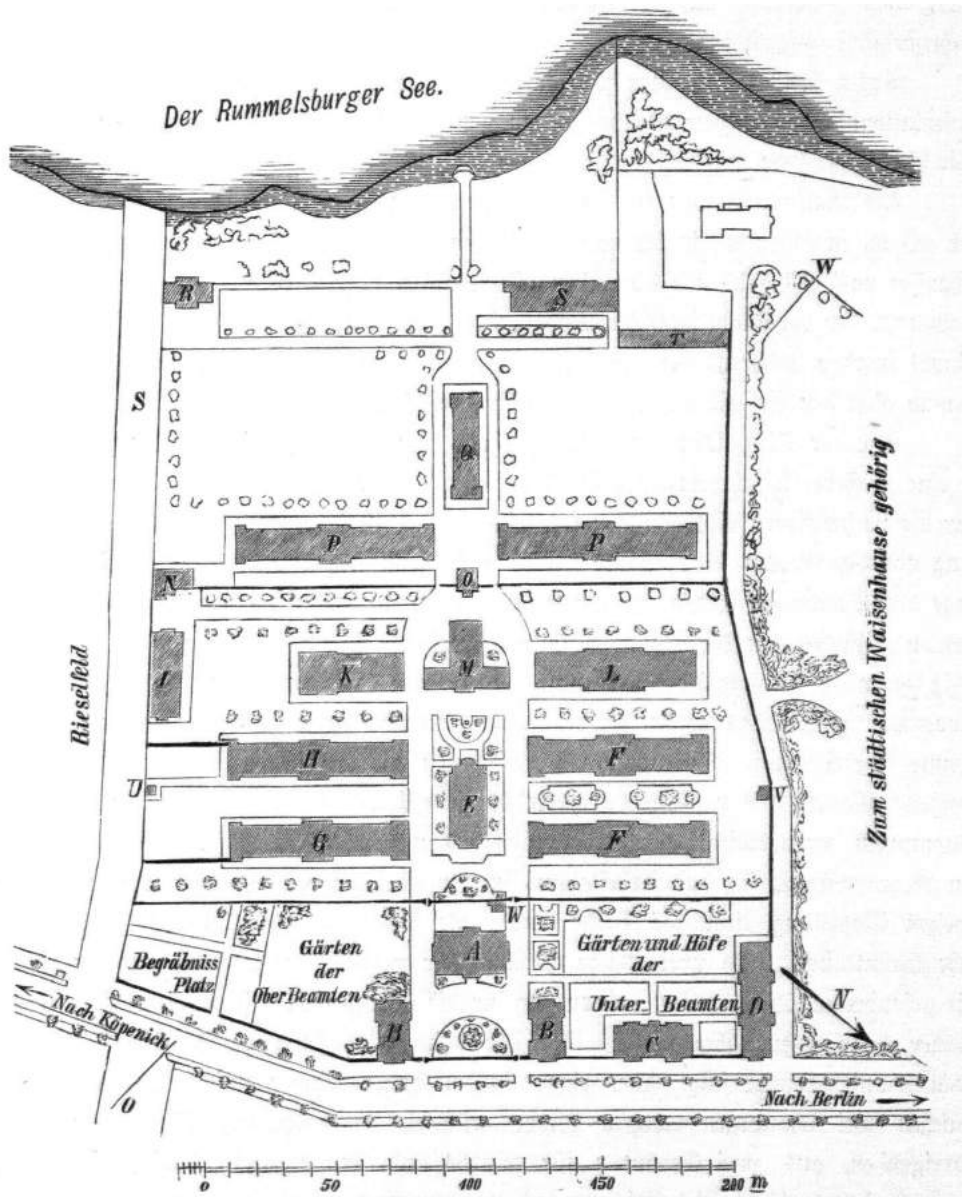 Der Rummelsburger See.
W
R
S
T
S
Q
Zum städtischen Waisenhaase gehörig
P
P
N
O
Rieselfeld
I
K
M
L
H
F
U
E
V
G
F
W
A
Begräbniss
Platz
Gärten
der
Ober Beamten
Gärten und Höfe
der
Unter Beamten
B
B
C
D
N
Nach Köpenick
O
Nach Berlin
0 50 100 150 200 m